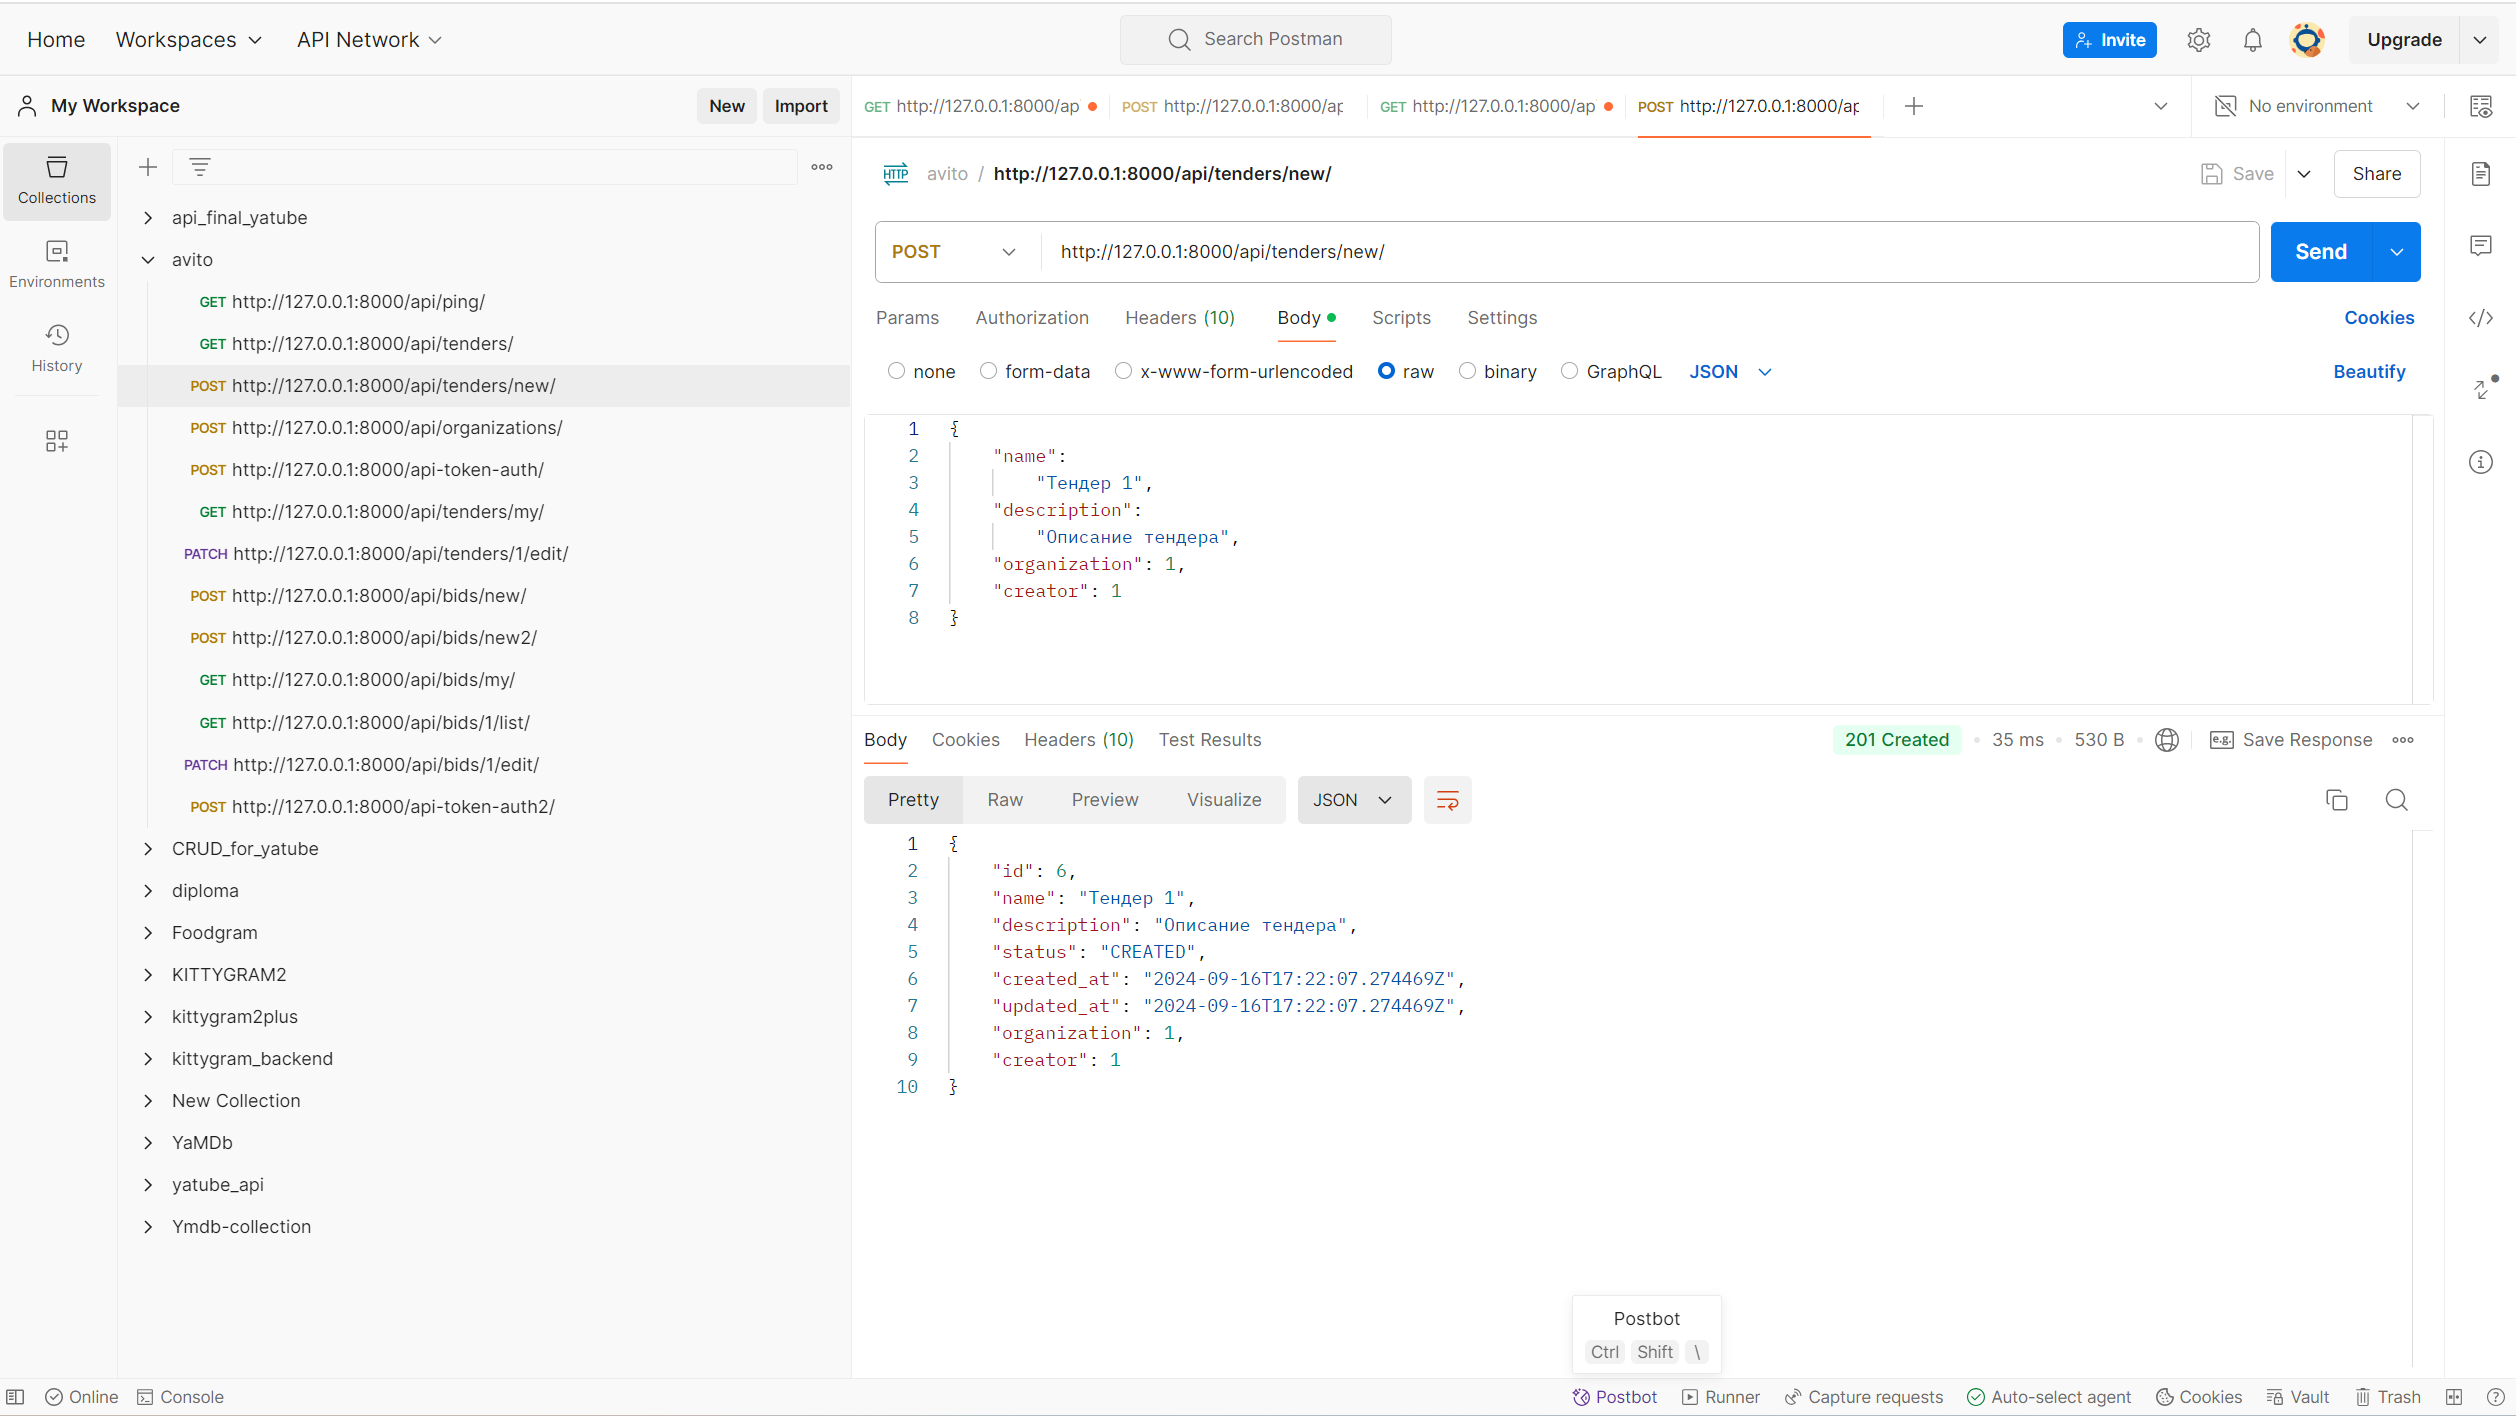 Home Workspaces API Network Search Postman Invite Upgrade
My Workspace New Import
GET http://127.0.0.1:8000/ap POST http://127.0.0.1:8000/ap GET http://127.0.0.1:8000/ap POST http://127.0.0.1:8000/ap No environment
Collections
Environments
History
api_final_yatube
avito
GET http://127.0.0.1:8000/api/ping/
GET http://127.0.0.1:8000/api/tenders/
POST http://127.0.0.1:8000/api/tenders/new/
POST http://127.0.0.1:8000/api/organizations/
POST http://127.0.0.1:8000/api-token-auth/
GET http://127.0.0.1:8000/api/tenders/my/
PATCH http://127.0.0.1:8000/api/tenders/1/edit/
POST http://127.0.0.1:8000/api/bids/new/
POST http://127.0.0.1:8000/api/bids/new2/
GET http://127.0.0.1:8000/api/bids/my/
GET http://127.0.0.1:8000/api/bids/1/list/
PATCH http://127.0.0.1:8000/api/bids/1/edit/
POST http://127.0.0.1:8000/api-token-auth2/
CRUD_for_yatube
diploma
Foodgram
KITTYGRAM2
kittygram2plus
kittygram_backend
New Collection
YaMDb
yatube_api
Ymdb-collection
HTTP avito / http://127.0.0.1:8000/api/tenders/new/ Save Share
POST http://127.0.0.1:8000/api/tenders/new/ Send
Params Authorization Headers (10) Body Scripts Settings Cookies
none form-data x-www-form-urlencoded raw binary GraphQL JSON Beautify
1 {
2 "name":
3 "Тендер 1",
4 "description":
5 "Описание тендера",
6 "organization": 1,
7 "creator": 1
8 }
Body Cookies Headers (10) Test Results 201 Created 35 ms 530 B e.g. Save Response
Pretty Raw Preview Visualize JSON
1 {
2 "id": 6,
3 "name": "Тендер 1",
4 "description": "Описание тендера",
5 "status": "CREATED",
6 "created_at": "2024-09-16T17:22:07.274469Z",
7 "updated_at": "2024-09-16T17:22:07.274469Z",
8 "organization": 1,
9 "creator": 1
10 }
Postbot
Ctrl Shift \
Online Console Postbot Runner Capture requests Auto-select agent Cookies Vault Trash